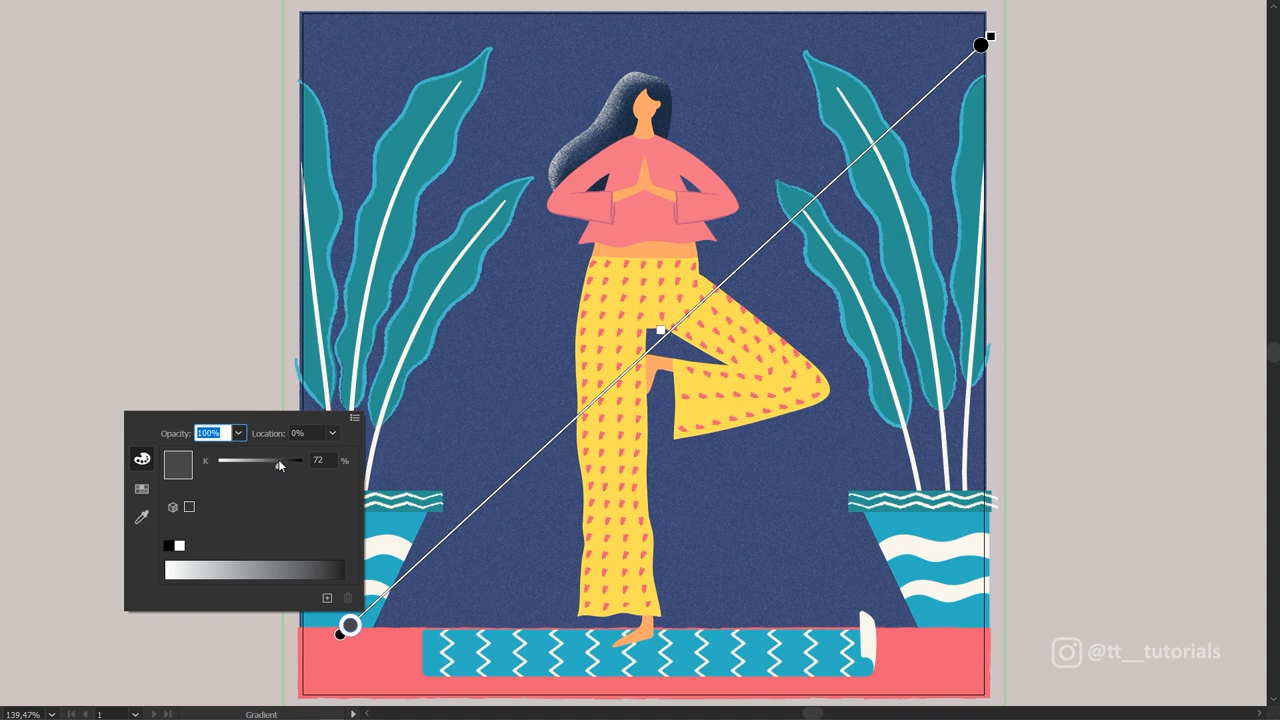 Opacity: 100% Location: 0%
K 72 %
@tt__tutorials
139,47% 1 Gradient